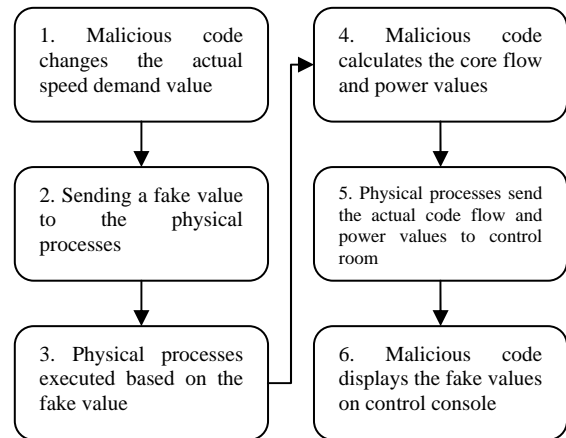 1. Malicious code
changes the actual
speed demand value
2. Sending a fake value
to the physical
processes
3. Physical processes
executed based on the
fake value
4. Malicious code
calculates the core flow
and power values
5. Physical processes send
the actual code flow and
power values to control
room
6. Malicious code
displays the fake values
on control console